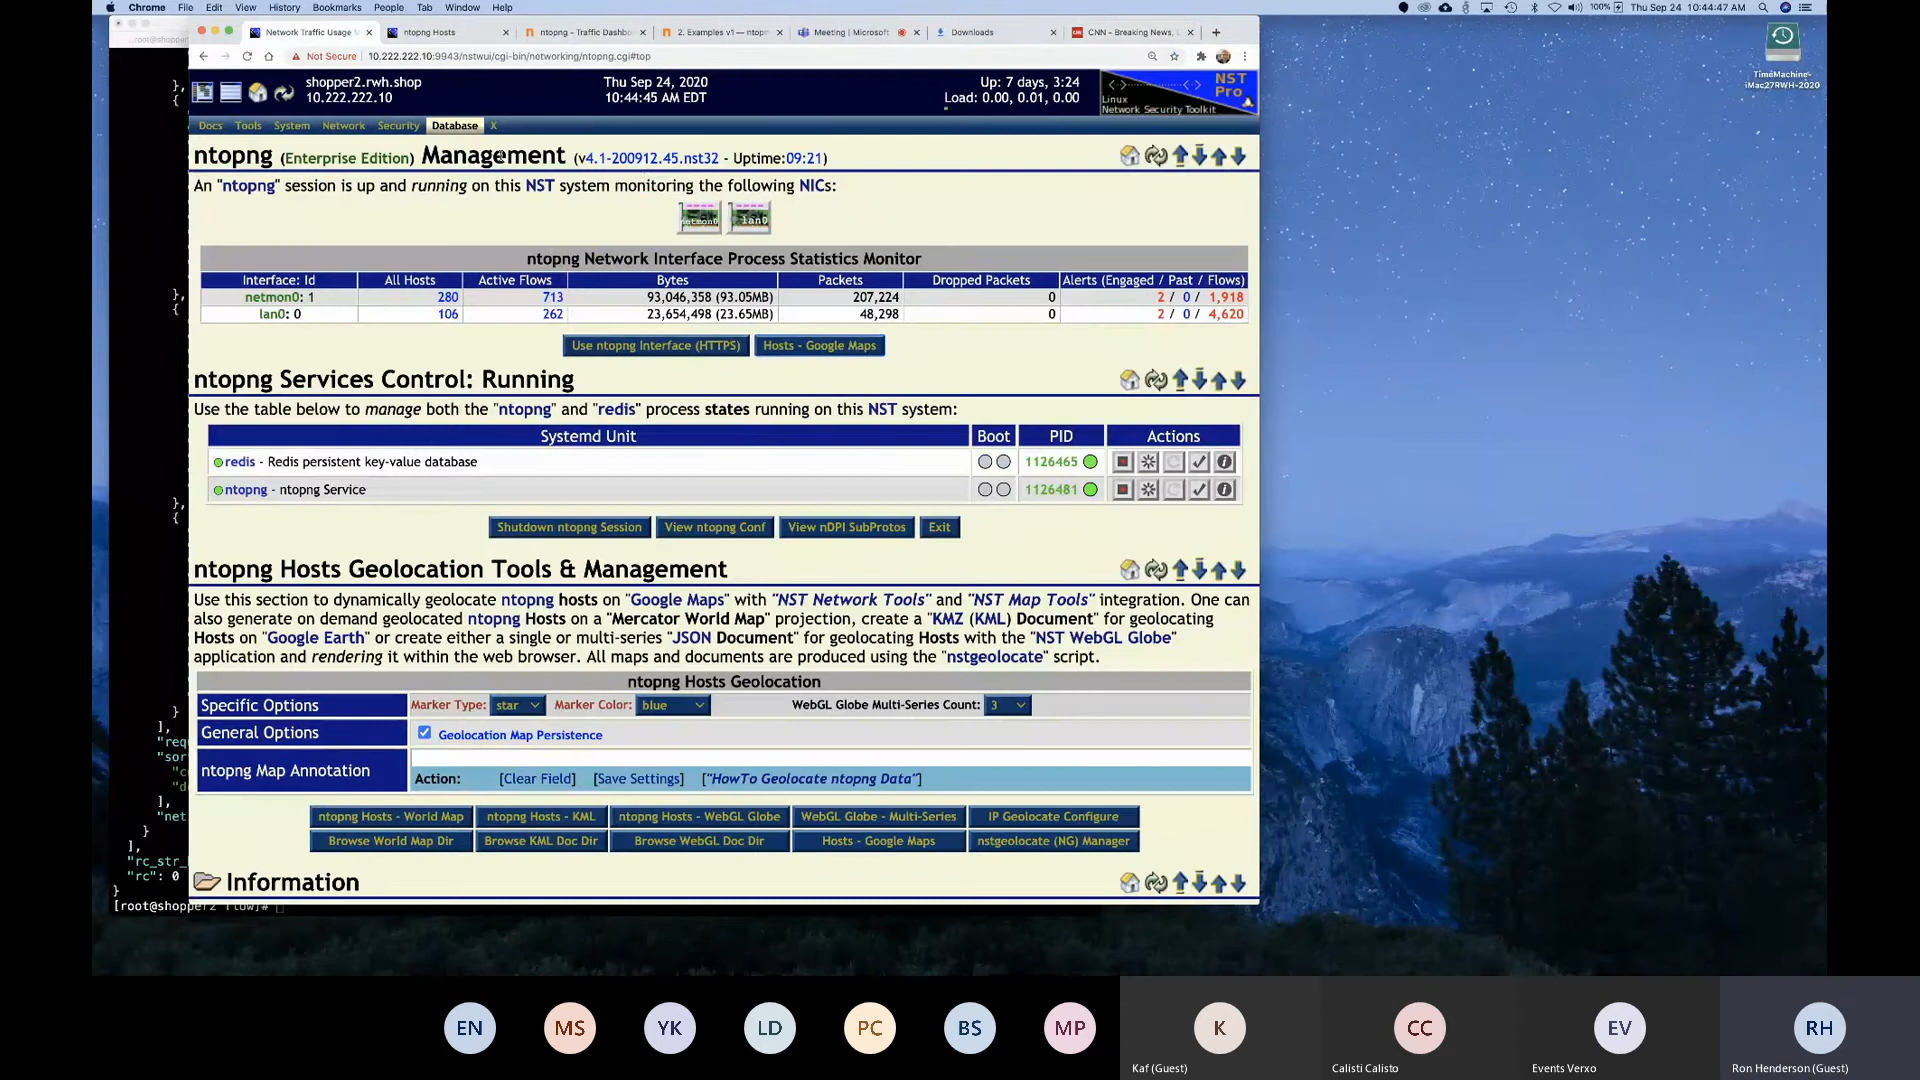 Chrome File Edit View History Bookmarks People Tab Window Help 100% Thu Sep 24 10:44:47 AM
Network Traffic Usage M ntopng Hosts ntopng - Traffic Dashbo 2. Examples v1 — ntopn Meeting | Microsoft Downloads CNN - Breaking News, L
Not Secure 10.222.222.10:9943/nstwui/cgi-bin/networking/ntopng.cgi#top
shopper2.rwh.shop Thu Sep 24, 2020 Up: 7 days, 3:24 NST Pro
10.222.222.10 10:44:45 AM EDT Load: 0.00, 0.01, 0.00 Linux Network Security Toolkit
Docs Tools System Network Security Database X
ntopng (Enterprise Edition) Management (v4.1-200912.45.nst32 - Uptime:09:21)
An "ntopng" session is up and running on this NST system monitoring the following NICs:
netmon0 lan0
ntopng Network Interface Process Statistics Monitor
Interface: Id All Hosts Active Flows Bytes Packets Dropped Packets Alerts (Engaged / Past / Flows)
netmon0: 1 280 713 93,046,358 (93.05MB) 207,224 0 2 / 0 / 1,918
lan0: 0 106 262 23,654,498 (23.65MB) 48,298 0 2 / 0 / 4,620
Use ntopng Interface (HTTPS) Hosts - Google Maps
ntopng Services Control: Running
Use the table below to manage both the "ntopng" and "redis" process states running on this NST system:
Systemd Unit Boot PID Actions
redis - Redis persistent key-value database 1126465
ntopng - ntopng Service 1126481
Shutdown ntopng Session View ntopng Conf View nDPI SubProtos Exit
ntopng Hosts Geolocation Tools & Management
Use this section to dynamically geolocate ntopng hosts on "Google Maps" with "NST Network Tools" and "NST Map Tools" integration. One can
also generate on demand geolocated ntopng Hosts on a "Mercator World Map" projection, create a "KMZ (KML) Document" for geolocating
Hosts on "Google Earth" or create either a single or multi-series "JSON Document" for geolocating Hosts with the "NST WebGL Globe"
application and rendering it within the web browser. All maps and documents are produced using the "nstgeolocate" script.
ntopng Hosts Geolocation
Specific Options Marker Type: star Marker Color: blue WebGL Globe Multi-Series Count: 3
General Options Geolocation Map Persistence
ntopng Map Annotation
Action: [Clear Field] [Save Settings] ["HowTo Geolocate ntopng Data"]
ntopng Hosts - World Map ntopng Hosts - KML ntopng Hosts - WebGL Globe WebGL Globe - Multi-Series IP Geolocate Configure
Browse World Map Dir Browse KML Doc Dir Browse WebGL Doc Dir Hosts - Google Maps nstgeolocate (NG) Manager
Information
},
{
},
{
},
{
}
],
"requ
"sor
"c
"d
],
"net
}
],
"rc_str_
"rc": 0
}
[root@shopper2 flow]#
TimeMachine-
iMac27RWH-2020
EN MS YK LD PC BS MP K CC EV RH
Kaf (Guest) Calisti Calisto Events Verxo Ron Henderson (Guest)